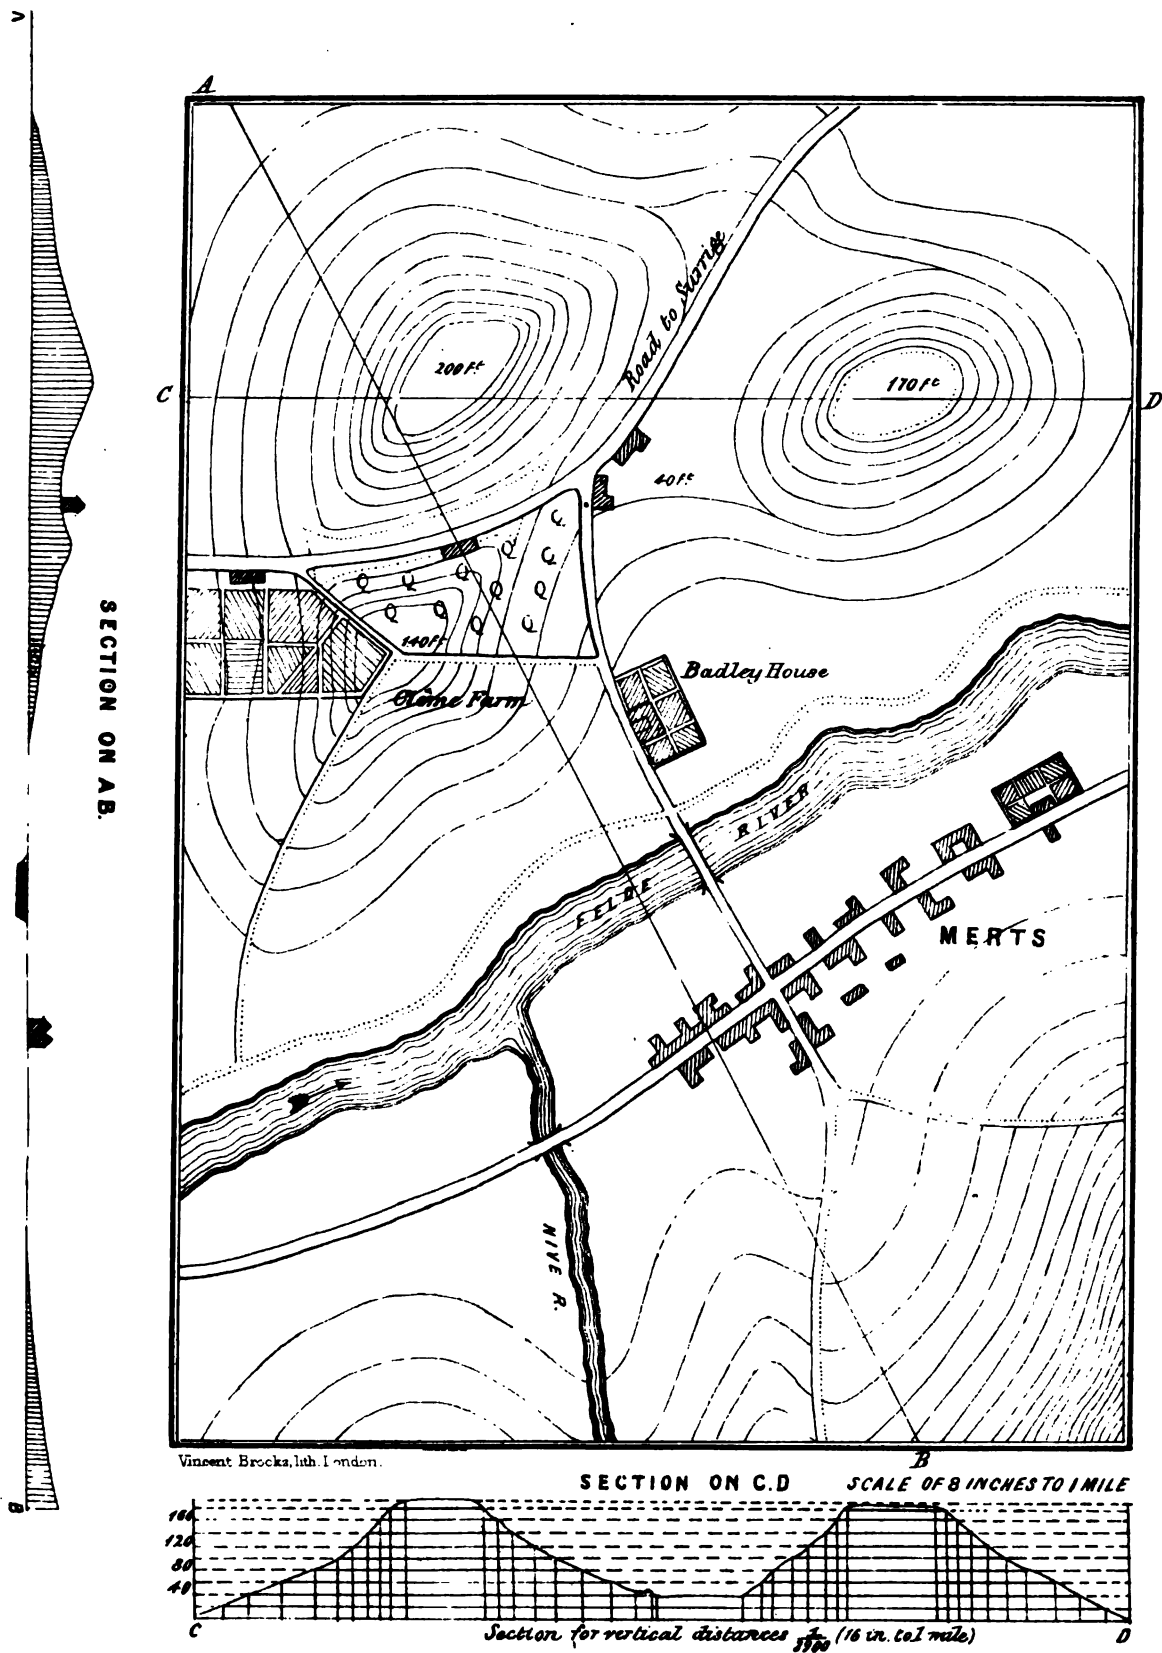 A
200 Ft
Road to Surrige
170 Ft
C
D
40 Ft
140 Ft
Badley House
Farm
FELDE RIVER
MERTS
NIVE R.
B
Vincent Brooks, lith. London.
SECTION ON A B.
A
B
SECTION ON C.D
SCALE OF 8 INCHES TO 1 MILE
160
120
80
40
C
D
Section for vertical distances (16 in. to 1 mile)